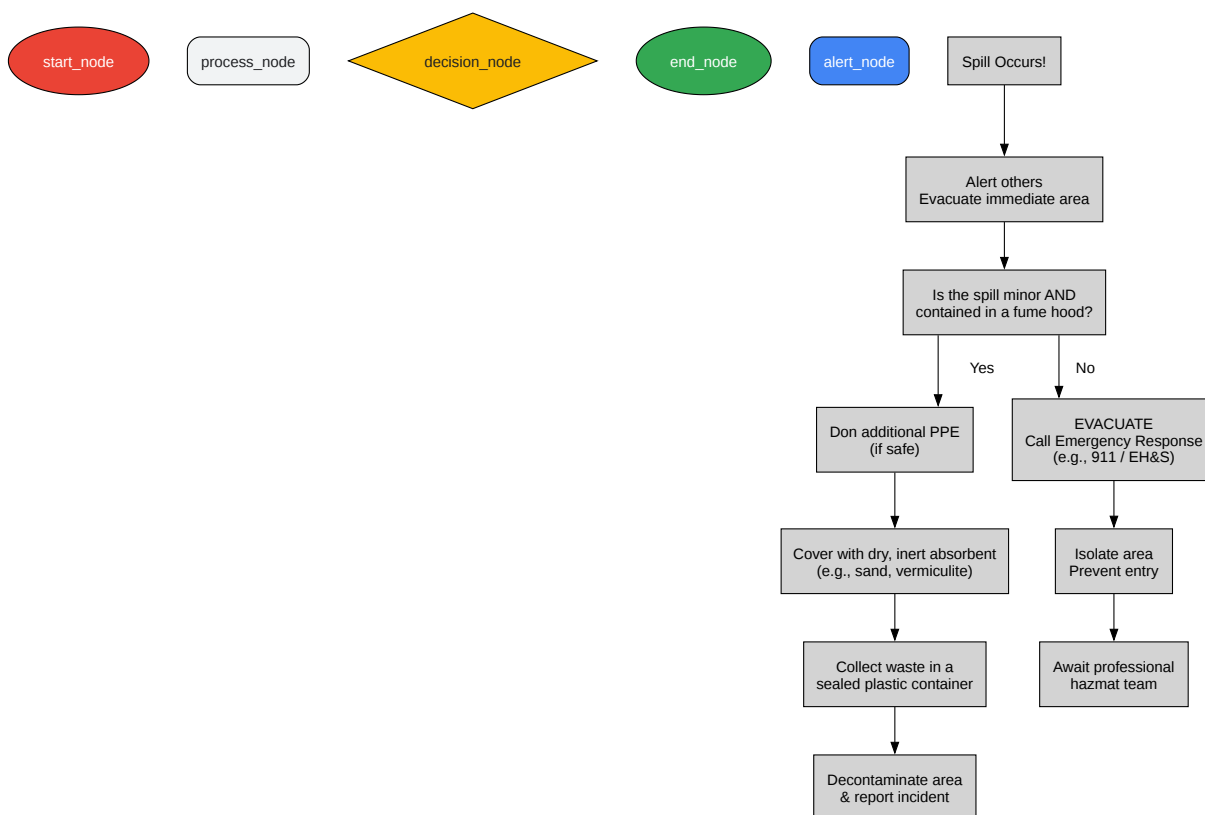 start_node
process_node
decision_node
end_node
alert_node
Spill Occurs!
Alert others
Evacuate immediate area
Is the spill minor AND
contained in a fume hood?
Yes
No
Don additional PPE
(if safe)
EVACUATE
Call Emergency Response
(e.g., 911 / EH&S)
Cover with dry, inert absorbent
(e.g., sand, vermiculite)
Isolate area
Prevent entry
Collect waste in a
sealed plastic container
Await professional
hazmat team
Decontaminate area
& report incident